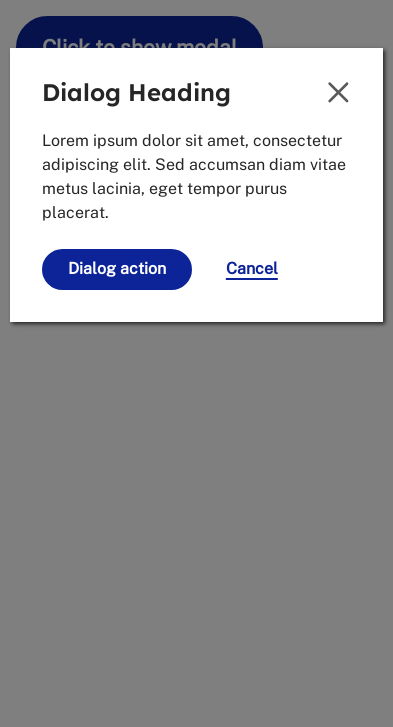 Click to show modal
Dialog Heading
Lorem ipsum dolor sit amet, consectetur
adipiscing elit. Sed accumsan diam vitae
metus lacinia, eget tempor purus
placerat.
Dialog action
Cancel